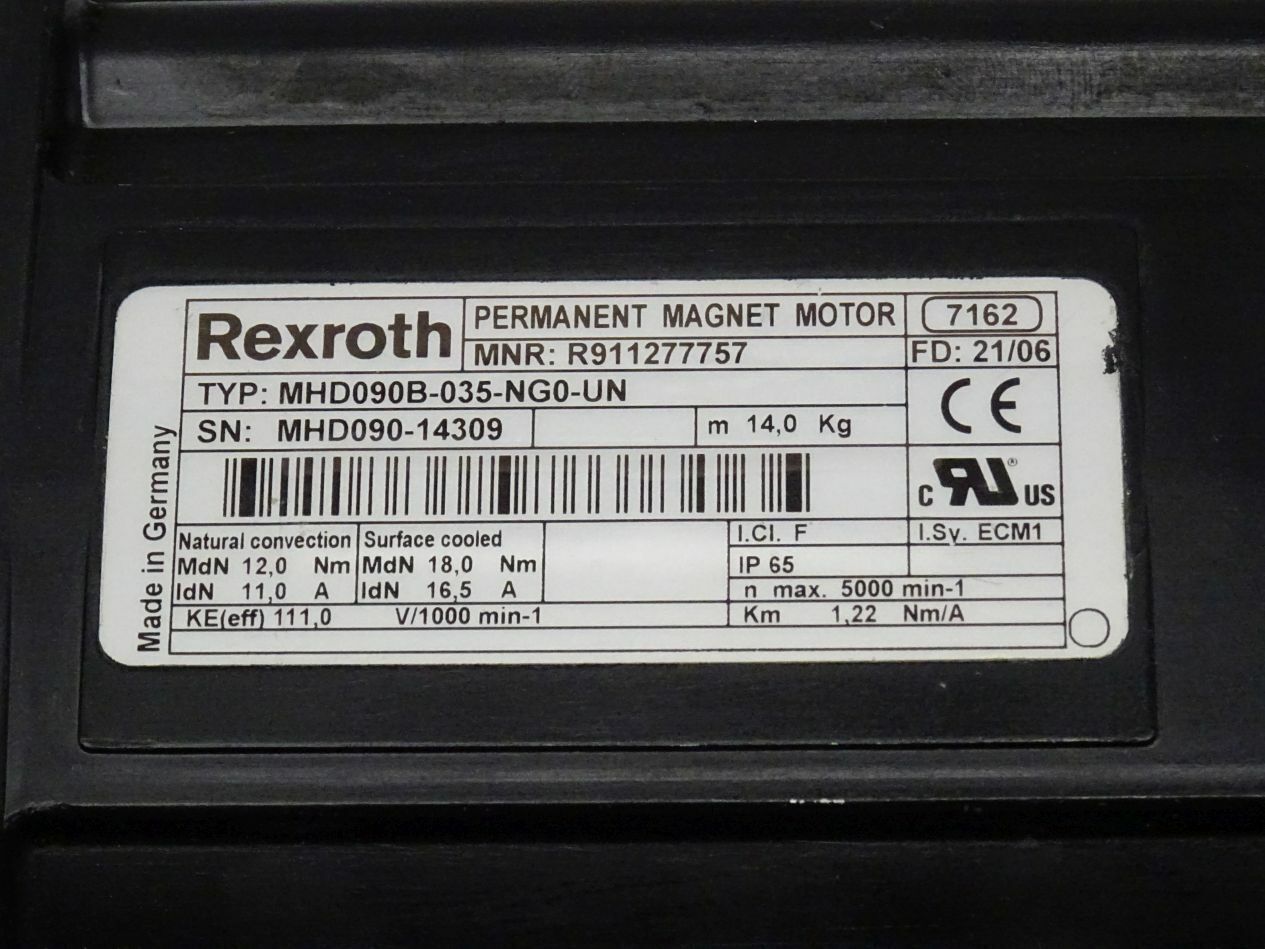 Rexroth
PERMANENT MAGNET MOTOR
7162
MNR: R911277757
FD: 21/06
TYP: MHD090B-035-NG0-UN
CE
SN: MHD090-14309
m 14,0 Kg
Made in Germany
C RU ® US
Natural convection
Surface cooled
I.Cl. F
I.Sy. ECM1
MdN 12,0 Nm
MdN 18,0 Nm
IP 65
IdN 11,0 A
IdN 16,5 A
n max. 5000 min-1
KE(eff) 111,0 V/1000 min-1
Km 1,22 Nm/A